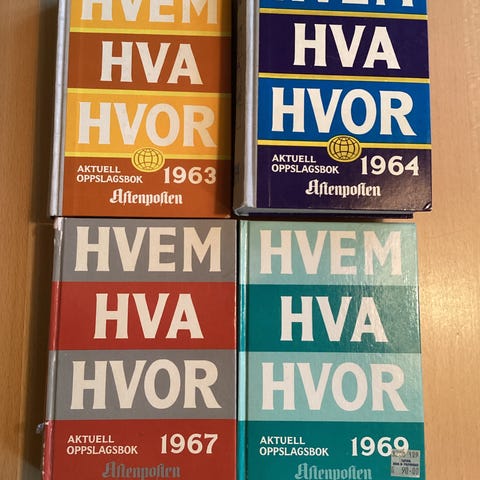 HVEM
HVA
HVOR
AKTUELL
OPPSLAGSBOK 1963
Aftenposten
HVEM
HVA
HVOR
AKTUELL
OPPSLAGSBOK 1964
Aftenposten
HVEM
HVA
HVOR
AKTUELL
OPPSLAGSBOK 1967
Aftenposten
HVEM
HVA
HVOR
AKTUELL
OPPSLAGSBOK 1969
Aftenposten